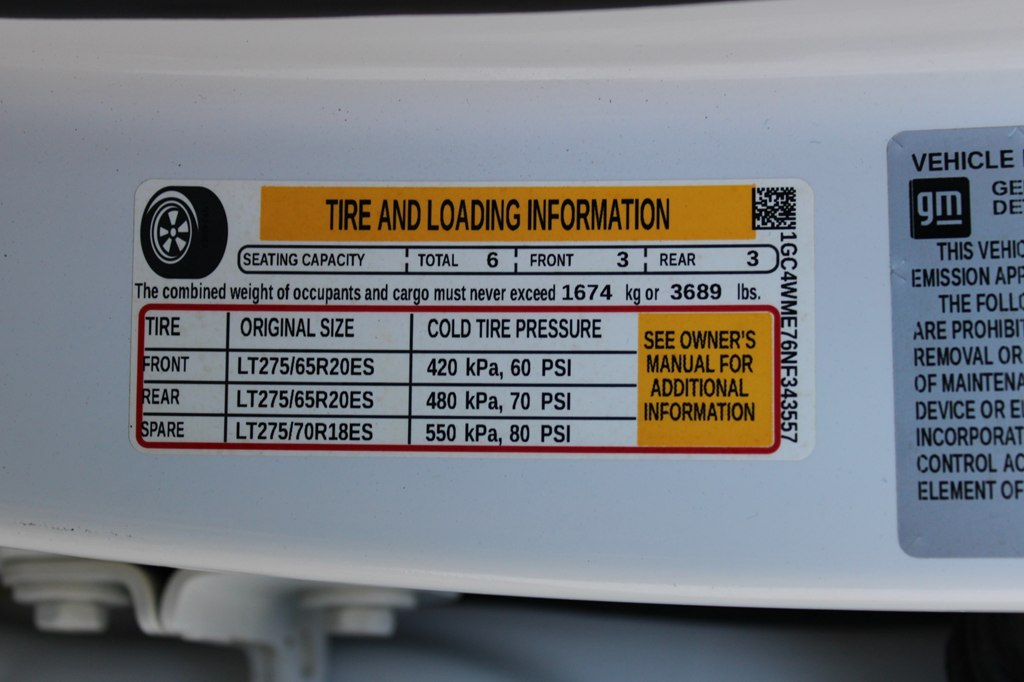 TIRE AND LOADING INFORMATION
SEATING CAPACITY TOTAL 6 FRONT 3 REAR 3
The combined weight of occupants and cargo must never exceed 1674 kg or 3689 lbs.
TIRE ORIGINAL SIZE COLD TIRE PRESSURE
FRONT LT275/65R20ES 420 kPa, 60 PSI
REAR LT275/65R20ES 480 kPa, 70 PSI
SPARE LT275/70R18ES 550 kPa, 80 PSI
SEE OWNER'S
MANUAL FOR
ADDITIONAL
INFORMATION
1GC4WME76NF343557
VEHICLE
gm
GE
DE
THIS VEHIC
EMISSION APP
THE FOLLO
ARE PROHIBIT
REMOVAL OR
OF MAINTENA
DEVICE OR E
INCORPORAT
CONTROL AC
ELEMENT OF